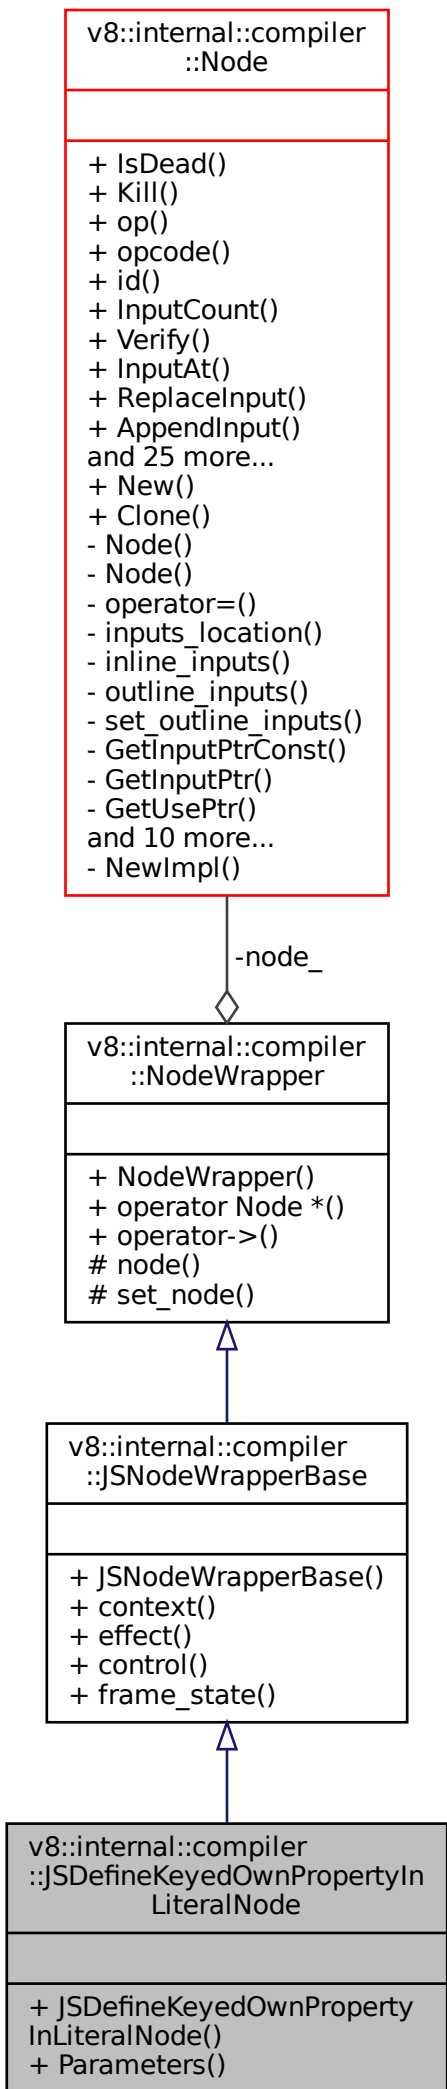 v8::internal::compiler
::Node
+ IsDead()
+ Kill()
+ op()
+ opcode()
+ id()
+ InputCount()
+ Verify()
+ InputAt()
+ ReplaceInput()
+ AppendInput()
and 25 more...
+ New()
+ Clone()
- Node()
- Node()
- operator=()
- inputs_location()
- inline_inputs()
- outline_inputs()
- set_outline_inputs()
- GetInputPtrConst()
- GetInputPtr()
- GetUsePtr()
and 10 more...
- NewImpl()
-node_
v8::internal::compiler
::NodeWrapper
+ NodeWrapper()
+ operator Node *()
+ operator->()
# node()
# set_node()
v8::internal::compiler
::JSNodeWrapperBase
+ JSNodeWrapperBase()
+ context()
+ effect()
+ control()
+ frame_state()
v8::internal::compiler
::JSDefineKeyedOwnPropertyIn
LiteralNode
+ JSDefineKeyedOwnProperty
InLiteralNode()
+ Parameters()